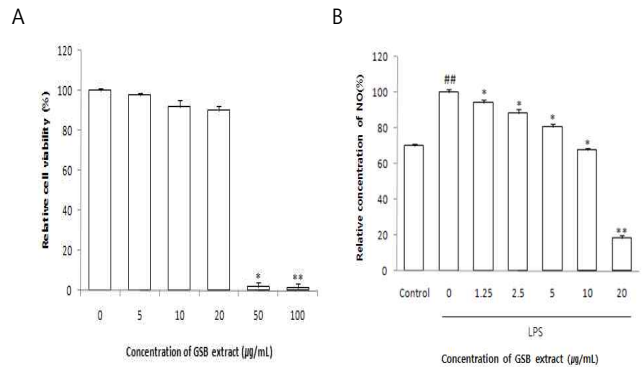 A
Relative cell viability (%)
120
100
80
60
40
20
0
* **
0 5 10 20 50 100
Concentration of GSB extract (μg/mL)
B
Relative concentration of NO(%)
120
100
80
60
40
20
0
## * * * * **
Control 0 1.25 2.5 5 10 20
LPS
Concentration of GSB extract (μg/mL)